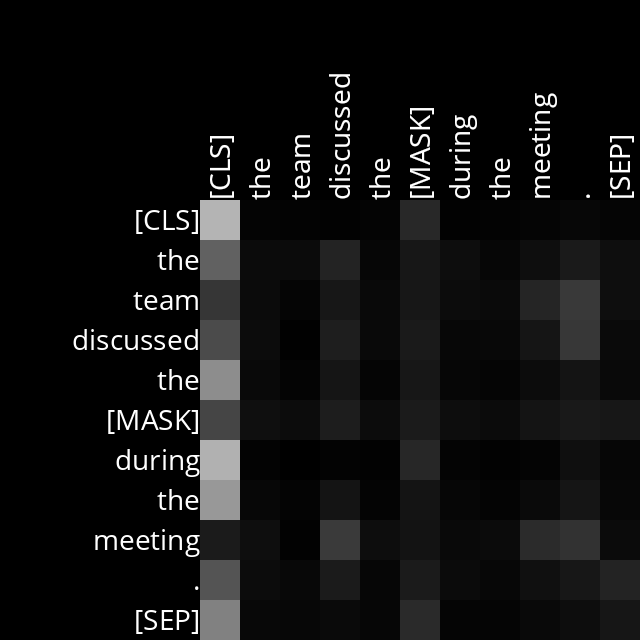 [CLS] the team discussed the [MASK] during the meeting . [SEP]
[CLS]
the
team
discussed
the
[MASK]
during
the
meeting
.
[SEP]